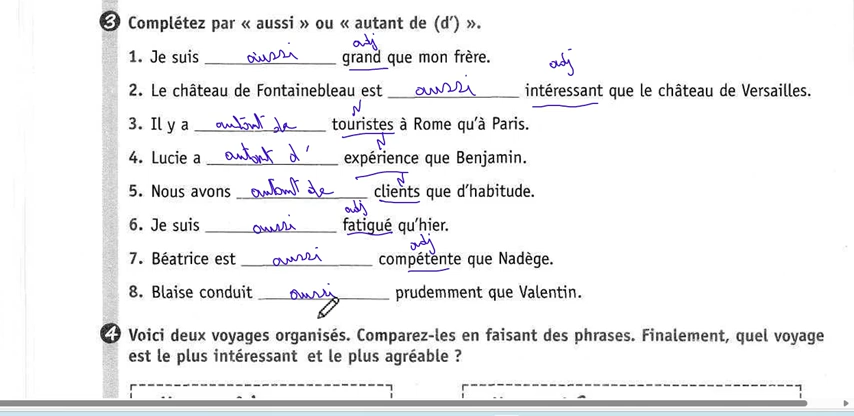 3 Complétez par « aussi » ou « autant de (d') ».
adj
1. Je suis aussi grand que mon frère.
adj
2. Le château de Fontainebleau est aussi intéressant que le château de Versailles.
N
3. Il y a autant de touristes à Rome qu'à Paris.
N
4. Lucie a autant d' expérience que Benjamin.
N
5. Nous avons autant de clients que d'habitude.
adj
6. Je suis aussi fatigué qu'hier.
adj
7. Béatrice est aussi compétente que Nadège.
8. Blaise conduit aussi prudemment que Valentin.
4 Voici deux voyages organisés. Comparez-les en faisant des phrases. Finalement, quel voyage
est le plus intéressant et le plus agréable ?